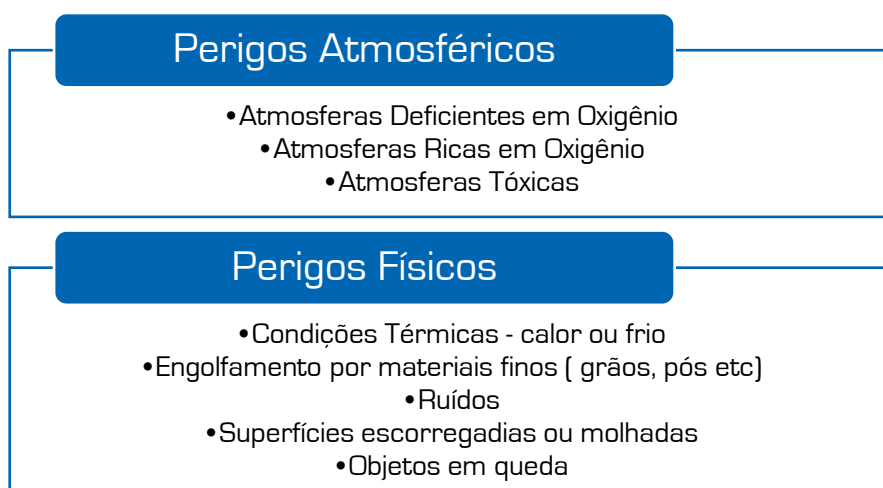 Perigos Atmosféricos
•Atmosferas Deficientes em Oxigênio
•Atmosferas Ricas em Oxigênio
•Atmosferas Tóxicas
Perigos Físicos
•Condições Térmicas - calor ou frio
•Engolfamento por materiais finos ( grãos, pós etc)
•Ruídos
•Superfícies escorregadias ou molhadas
•Objetos em queda